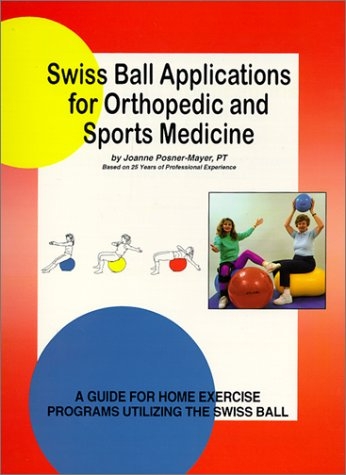 Swiss Ball Applications
for Orthopedic and
Sports Medicine
by Joanne Posner-Mayer, PT
Based on 25 Years of Professional Experience
A GUIDE FOR HOME EXERCISE
PROGRAMS UTILIZING THE SWISS BALL